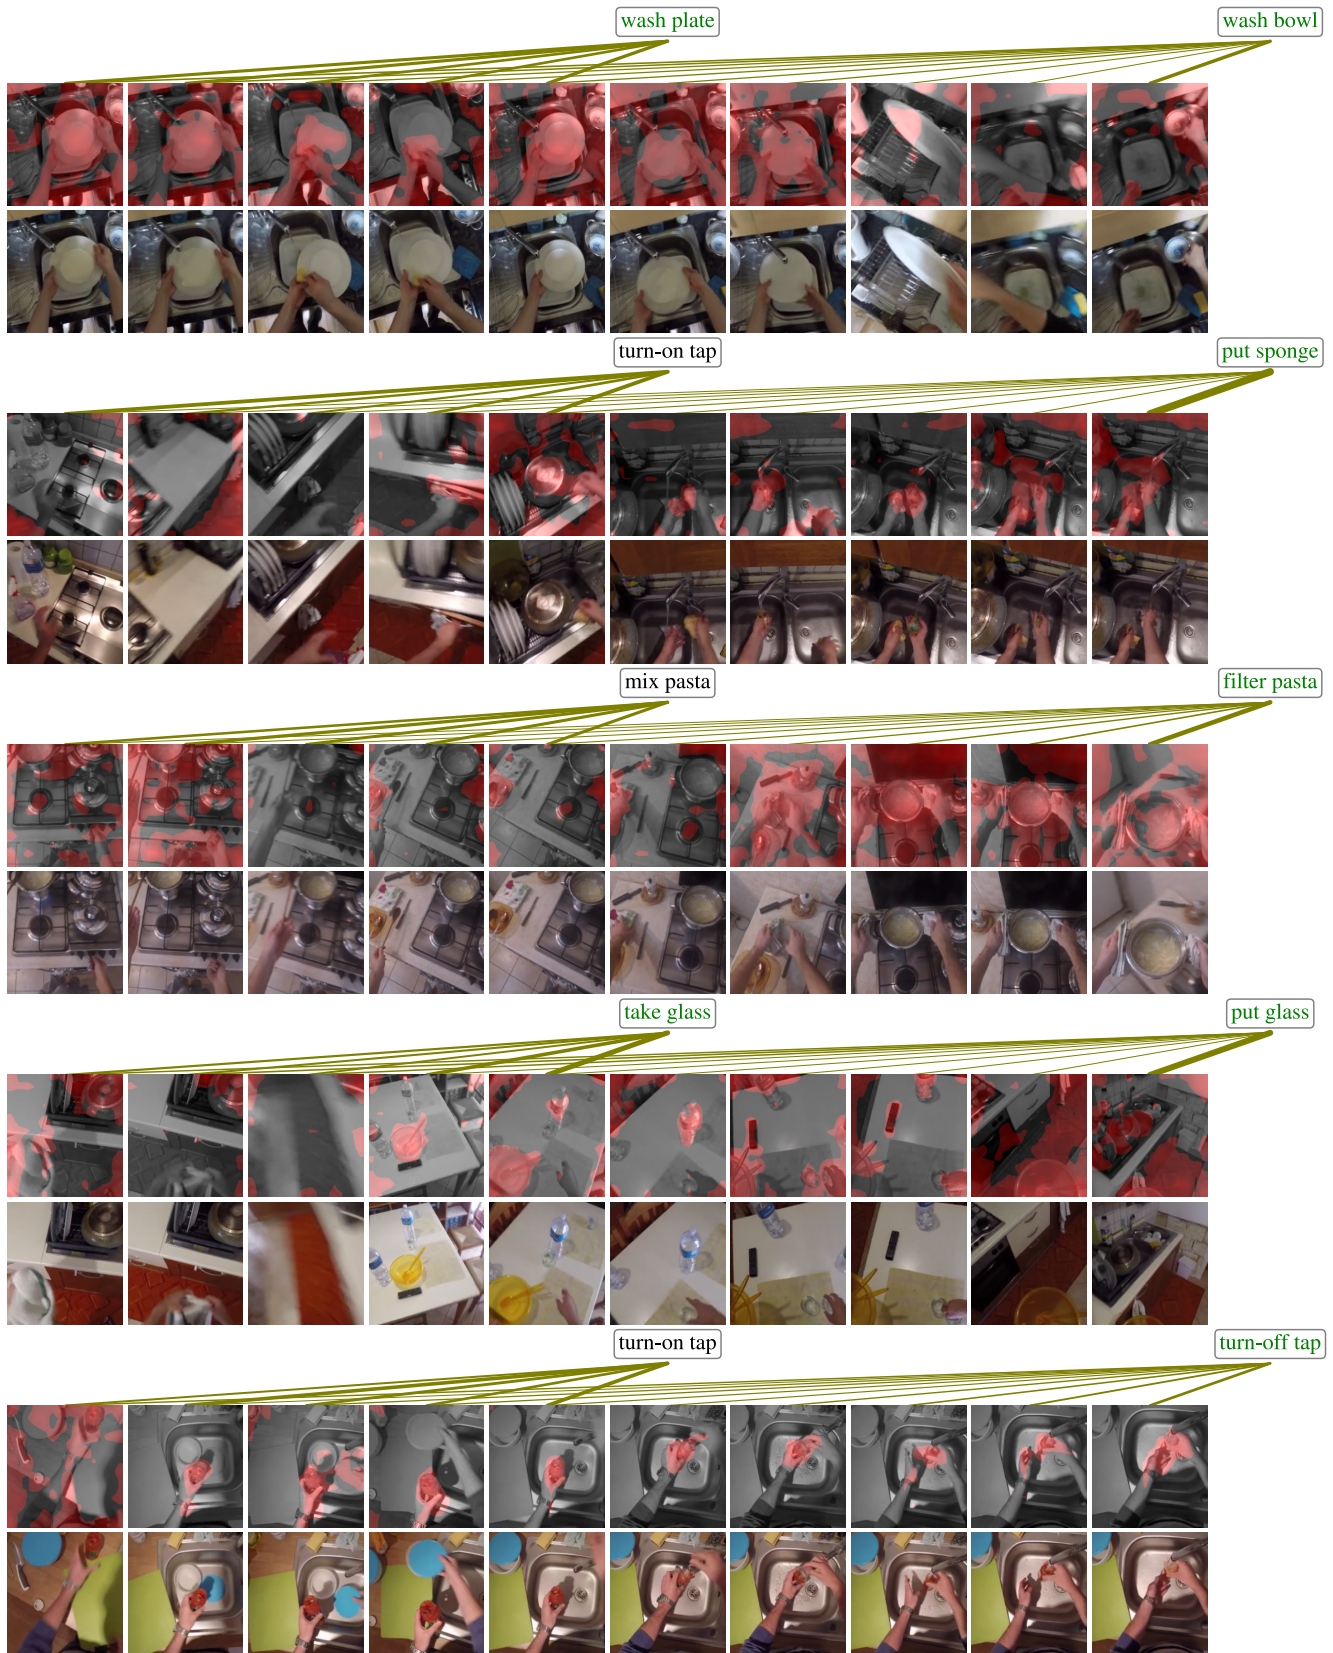 wash plate
wash bowl
turn-on tap
put sponge
mix pasta
filter pasta
take glass
put glass
turn-on tap
turn-off tap